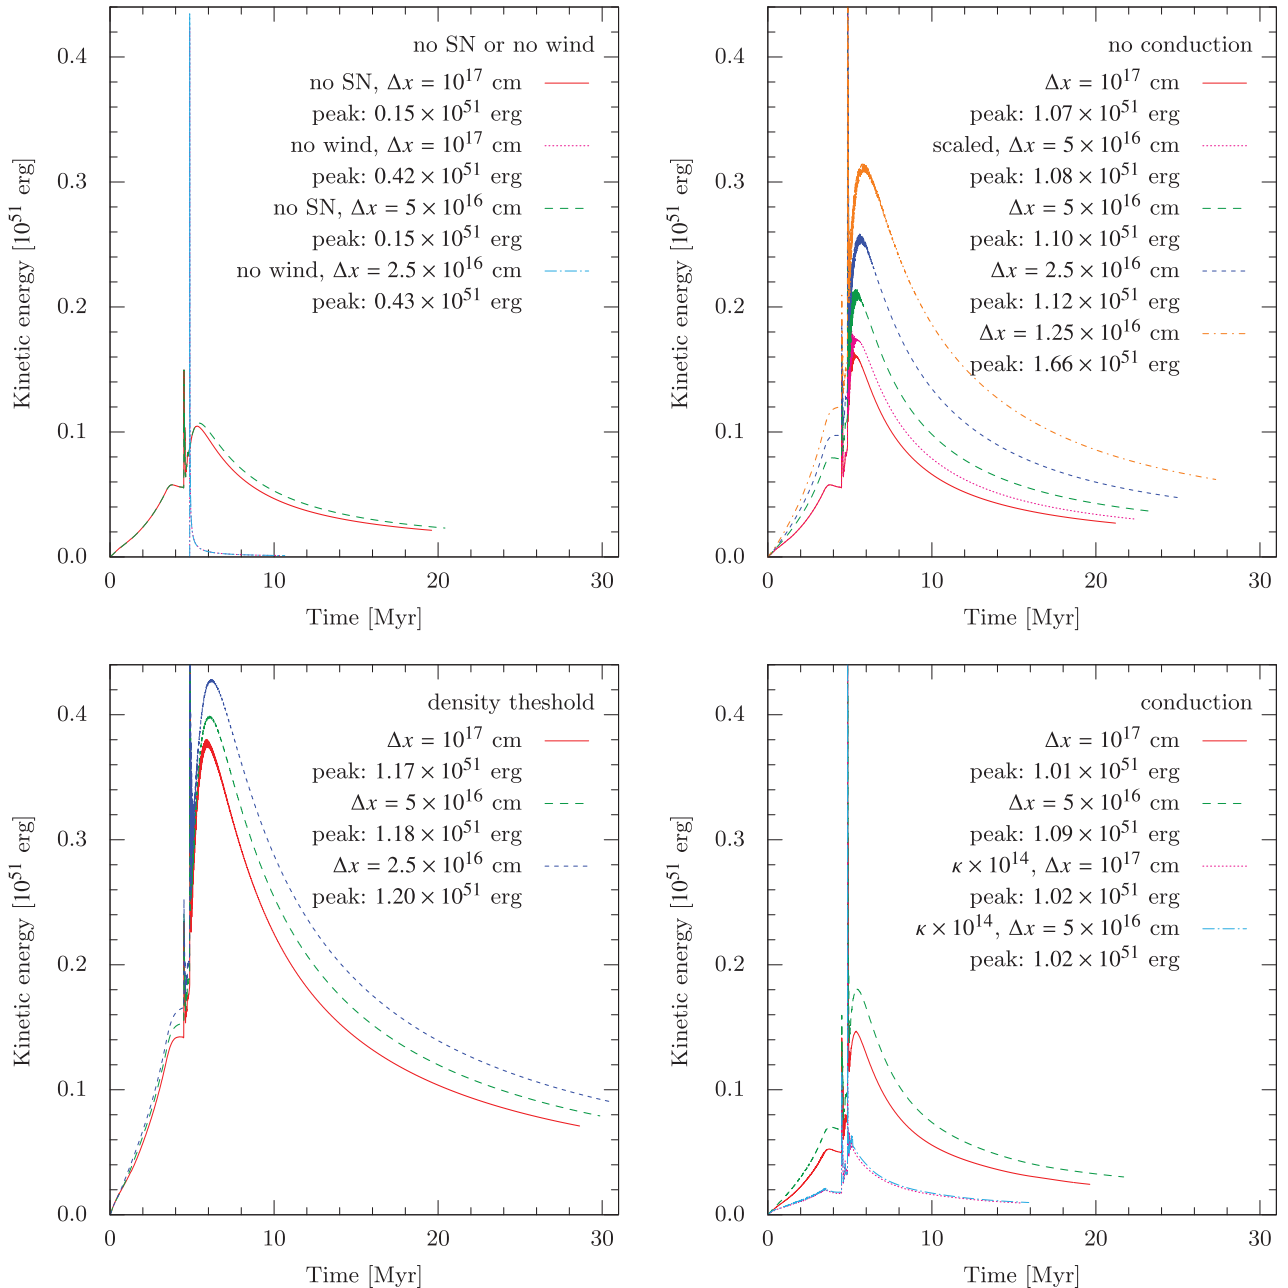 no SN or no wind
no SN, Δx = 10^17 cm
peak: 0.15 × 10^51 erg
no wind, Δx = 10^17 cm
peak: 0.42 × 10^51 erg
no SN, Δx = 5 × 10^16 cm
peak: 0.15 × 10^51 erg
no wind, Δx = 2.5 × 10^16 cm
peak: 0.43 × 10^51 erg
Kinetic energy [10^51 erg]
0.4
0.3
0.2
0.1
0.0
0 10 20 30
Time [Myr]
no conduction
Δx = 10^17 cm
peak: 1.07 × 10^51 erg
scaled, Δx = 5 × 10^16 cm
peak: 1.08 × 10^51 erg
Δx = 5 × 10^16 cm
peak: 1.10 × 10^51 erg
Δx = 2.5 × 10^16 cm
peak: 1.12 × 10^51 erg
Δx = 1.25 × 10^16 cm
peak: 1.66 × 10^51 erg
Kinetic energy [10^51 erg]
0.4
0.3
0.2
0.1
0.0
0 10 20 30
Time [Myr]
density theshold
Δx = 10^17 cm
peak: 1.17 × 10^51 erg
Δx = 5 × 10^16 cm
peak: 1.18 × 10^51 erg
Δx = 2.5 × 10^16 cm
peak: 1.20 × 10^51 erg
Kinetic energy [10^51 erg]
0.4
0.3
0.2
0.1
0.0
0 10 20 30
Time [Myr]
conduction
Δx = 10^17 cm
peak: 1.01 × 10^51 erg
Δx = 5 × 10^16 cm
peak: 1.09 × 10^51 erg
κ × 10^14, Δx = 10^17 cm
peak: 1.02 × 10^51 erg
κ × 10^14, Δx = 5 × 10^16 cm
peak: 1.02 × 10^51 erg
Kinetic energy [10^51 erg]
0.4
0.3
0.2
0.1
0.0
0 10 20 30
Time [Myr]